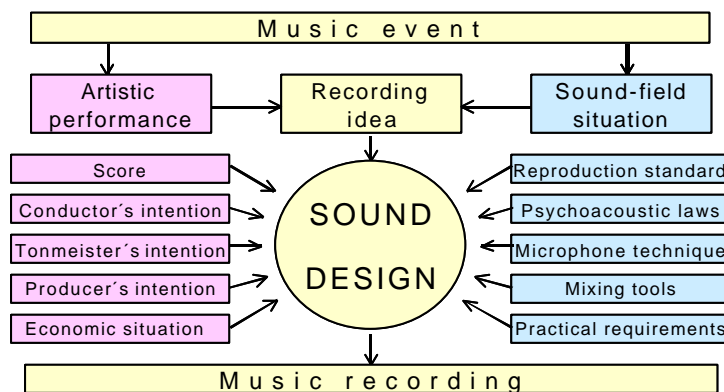 Music event
Artistic
performance
Recording
idea
Sound-field
situation
Score
Conductor´s intention
Tonmeister´s intention
Producer´s intention
Economic situation
SOUND
DESIGN
Reproduction standard
Psychoacoustic laws
Microphone technique
Mixing tools
Practical requirements
Music recording